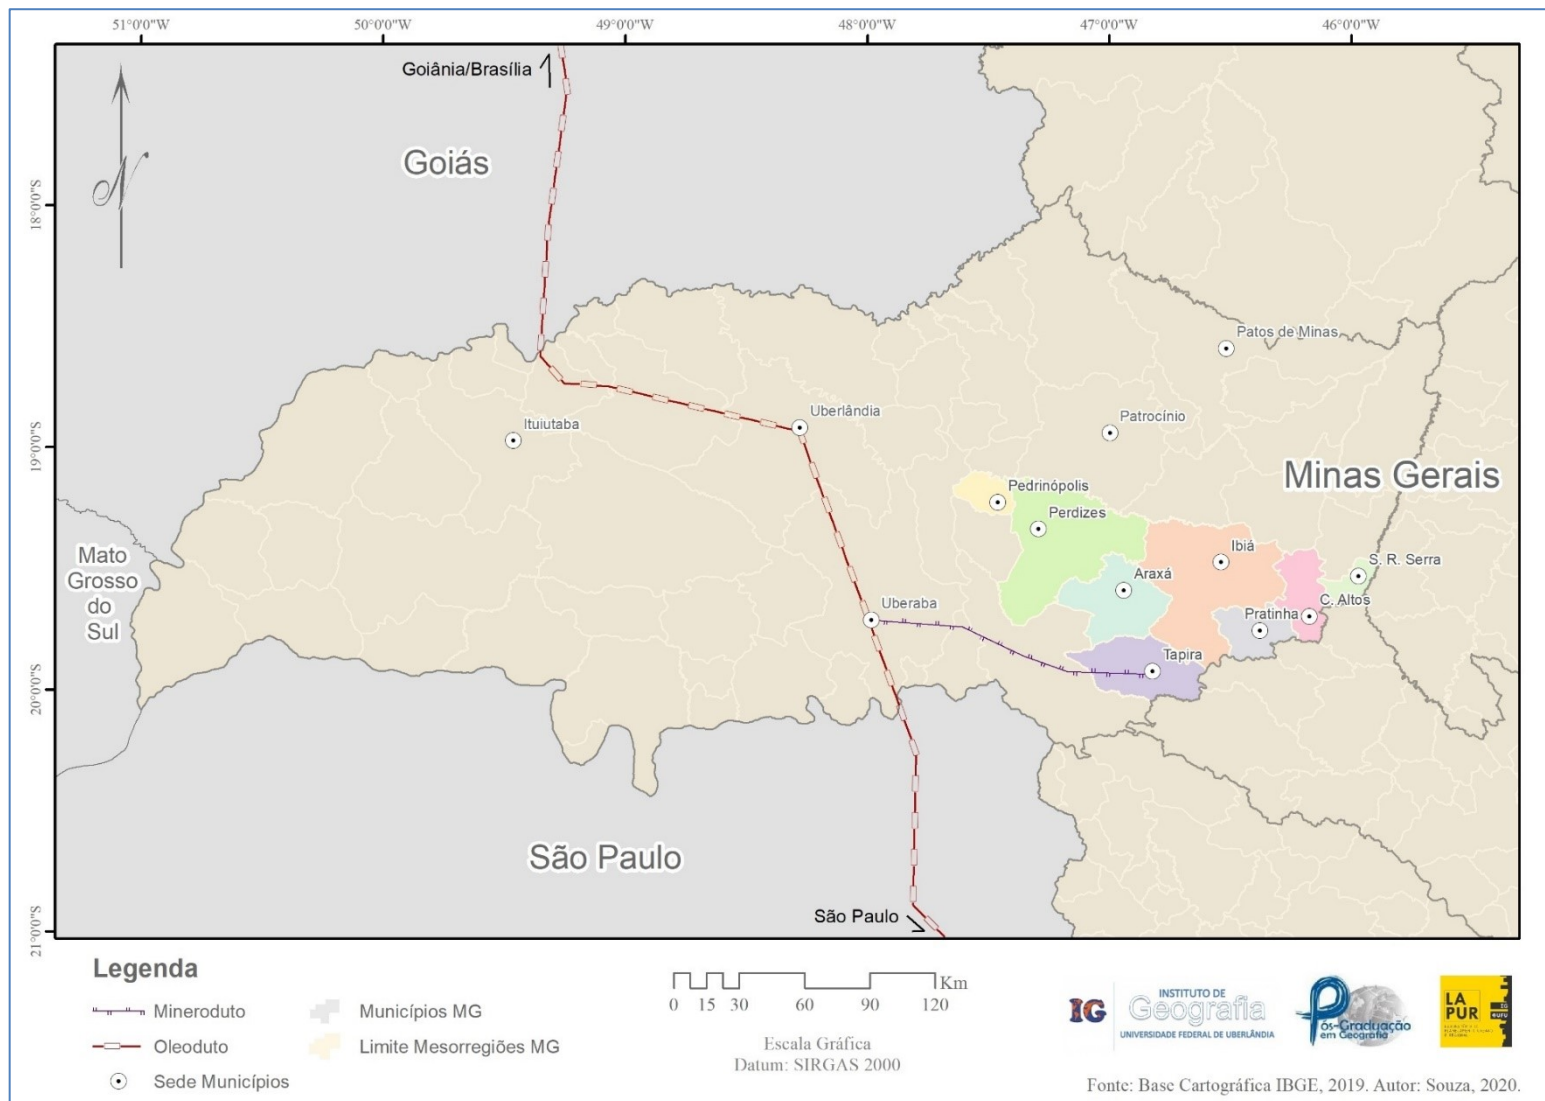 51°0'0"W
50°0'0"W
49°0'0"W
48°0'0"W
47°0'0"W
46°0'0"W
Goiânia/Brasília
N
Goiás
18°0'0"S
Patos de Minas
Uberlândia
Patrocínio
Ituiutaba
19°0'0"S
Minas Gerais
Pedrinópolis
Perdizes
Ibiá
Mato
Grosso
do
Sul
S. R. Serra
Araxá
C. Altos
Uberaba
Pratinha
Tapira
20°0'0"S
São Paulo
São Paulo
21°0'0"S
Legenda
Mineroduto
Municípios MG
Oleoduto
Limite Mesorregiões MG
Sede Municípios
Km
0 15 30 60 90 120
Escala Gráfica
Datum: SIRGAS 2000
IG
INSTITUTO DE
Geografia
UNIVERSIDADE FEDERAL DE UBERLÂNDIA
Pós-Graduação
em Geografia
LA
PUR
Fonte: Base Cartográfica IBGE, 2019. Autor: Souza, 2020.